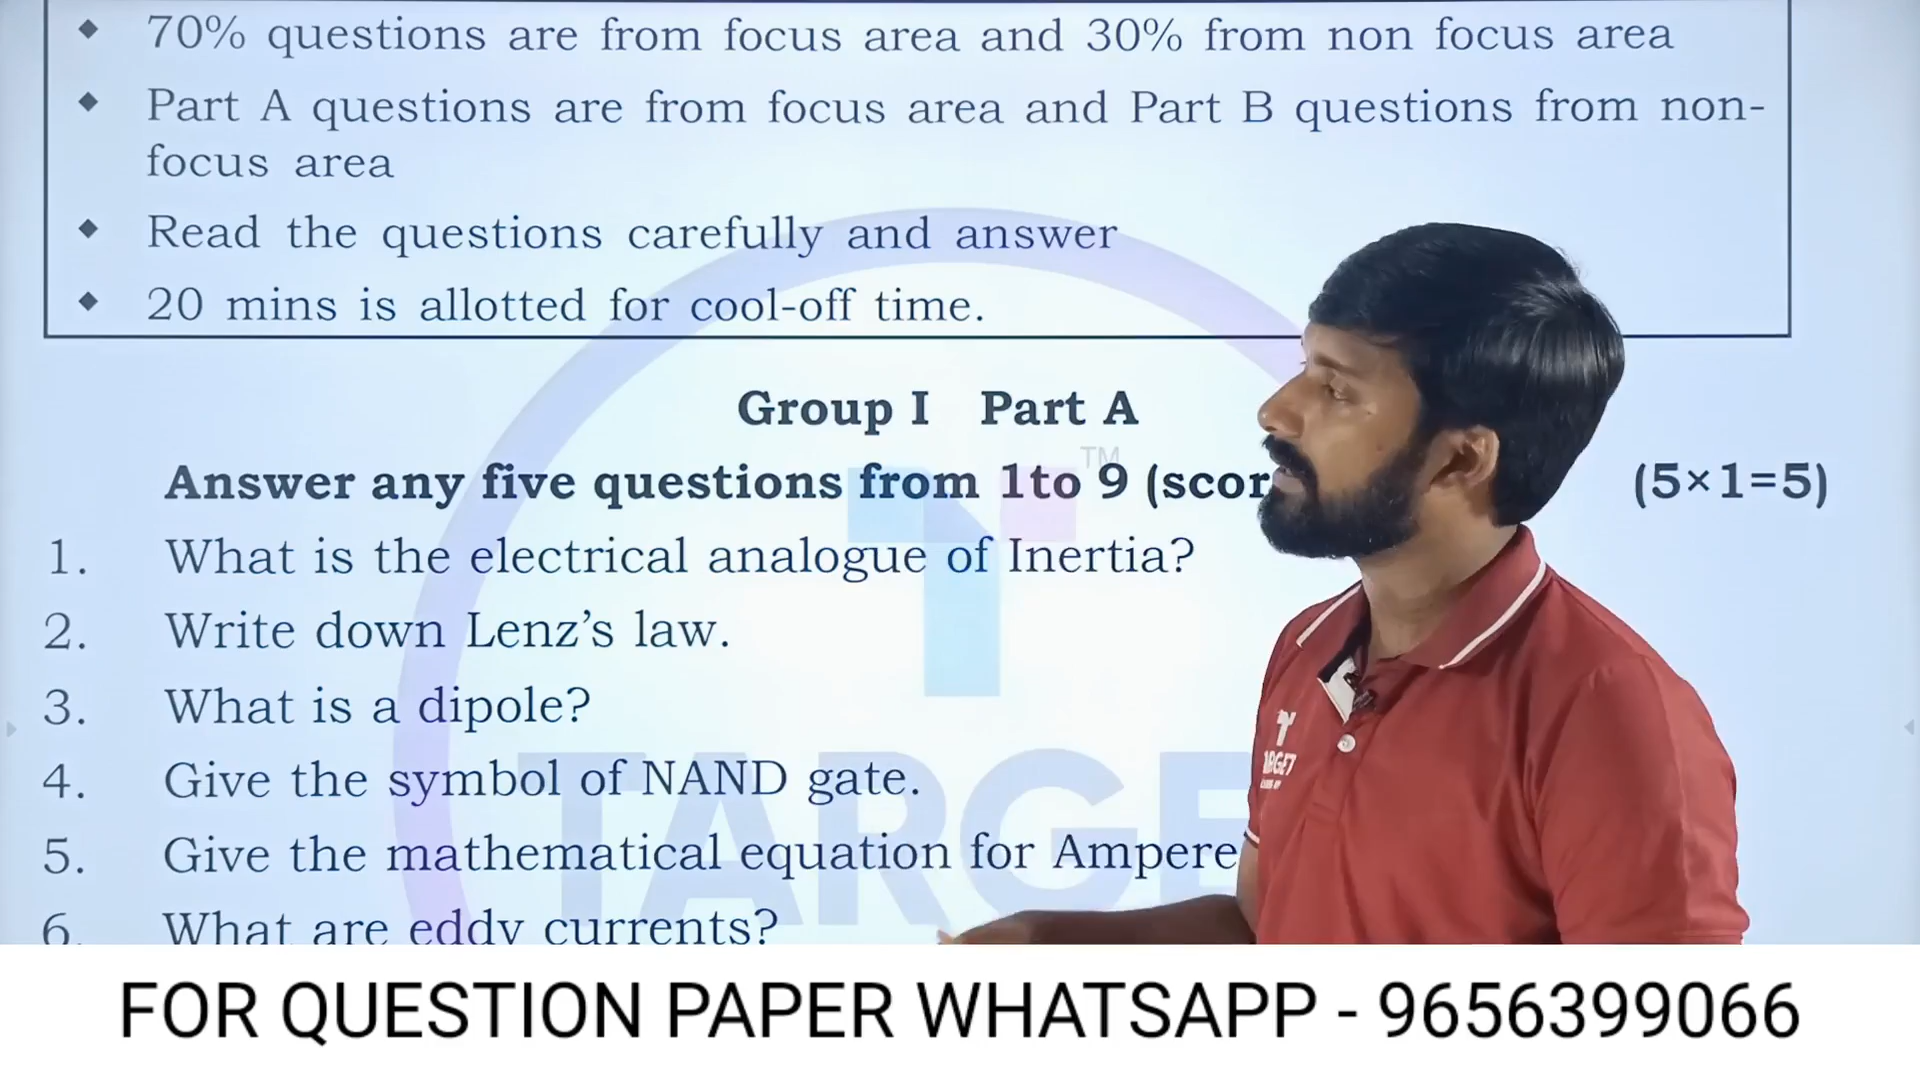 ◆ 70% questions are from focus area and 30% from non focus area
◆ Part A questions are from focus area and Part B questions from non-
focus area
◆ Read the questions carefully and answer
◆ 20 mins is allotted for cool-off time.
Group I Part A
Answer any five questions from 1to 9 (scor (5×1=5)
1. What is the electrical analogue of Inertia?
2. Write down Lenz’s law.
3. What is a dipole?
4. Give the symbol of NAND gate.
5. Give the mathematical equation for Ampere
6. What are eddy currents?
TM
TARGE
TARGET
FOR QUESTION PAPER WHATSAPP - 9656399066